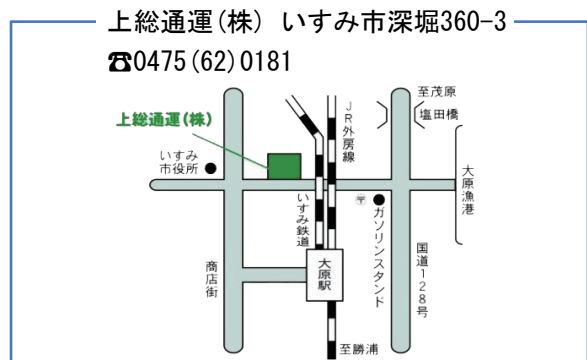 上総通運(株) いすみ市深堀360-3
☎0475(62)0181
至茂原
塩田橋
JR外房線
上総通運(株)
いすみ
市役所
大原漁港
いすみ鉄道
〒
ガソリンスタンド
国道128号
大原駅
商店街
至勝浦